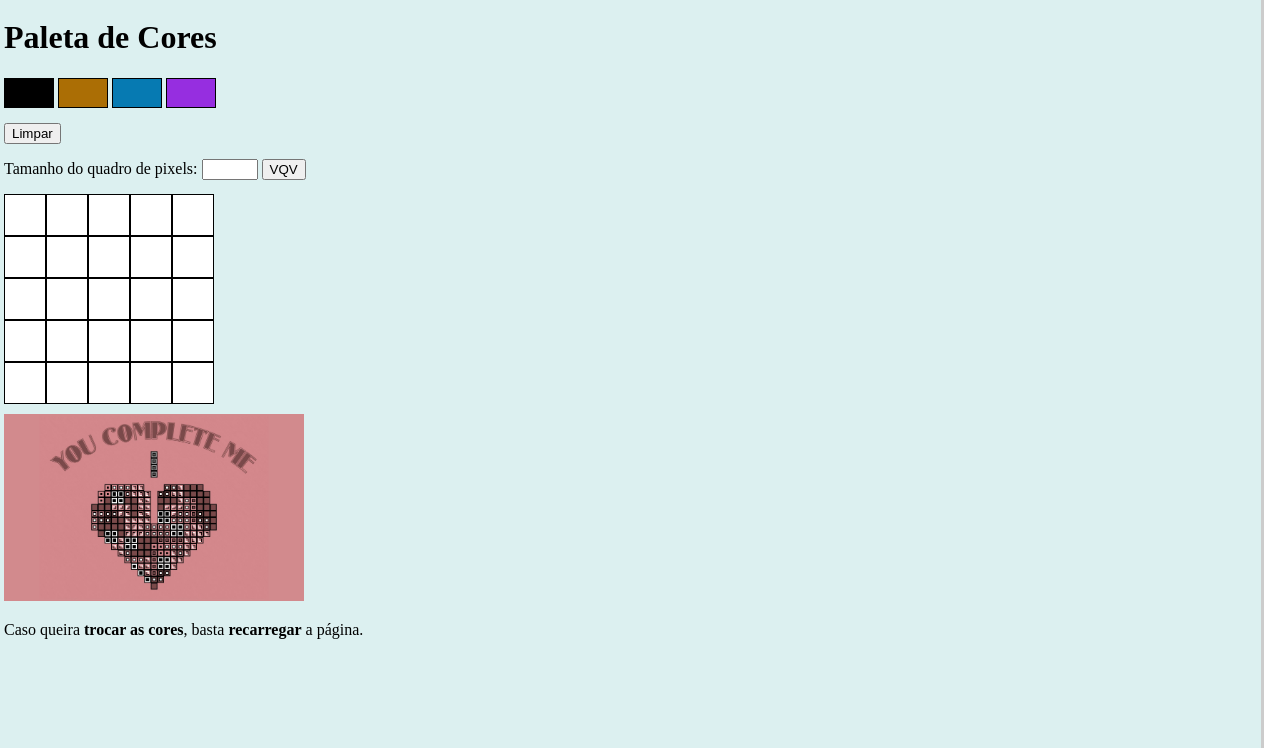 Paleta de Cores
Limpar
Tamanho do quadro de pixels: VQV
YOU COMPLETE ME
Caso queira trocar as cores, basta recarregar a página.